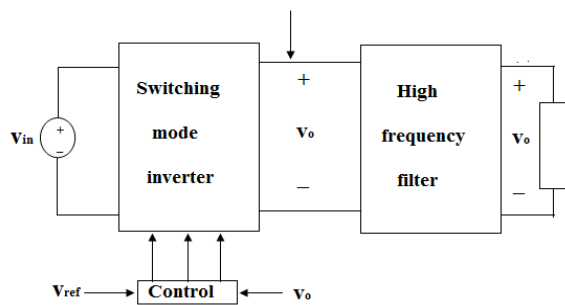 Switching
mode
inverter
High
frequency
filter
vin
+
−
+
vo
−
+
vo
−
Vref
Control
vo